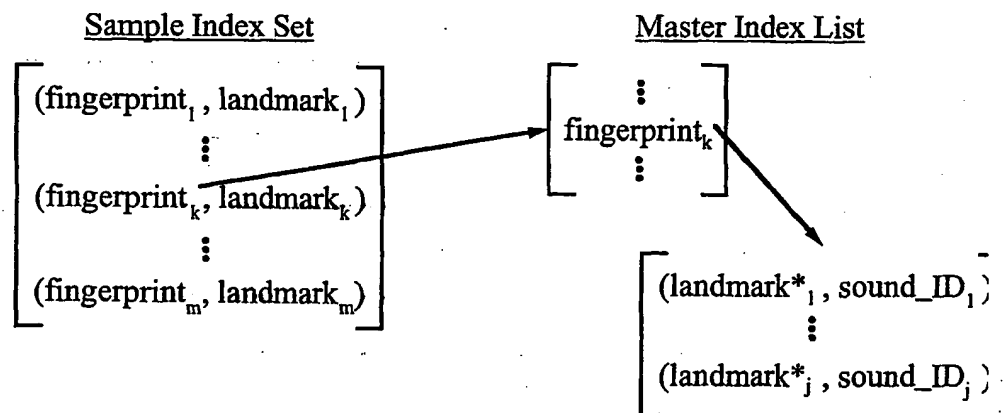 Sample Index Set
(fingerprint₁ , landmark₁)
⋮
(fingerprintₖ, landmarkₖ)
⋮
(fingerprintₘ, landmarkₘ)
Master Index List
⋮
fingerprintₖ
⋮
(landmark*₁ , sound_ID₁)
⋮
(landmark*ⱼ , sound_IDⱼ)